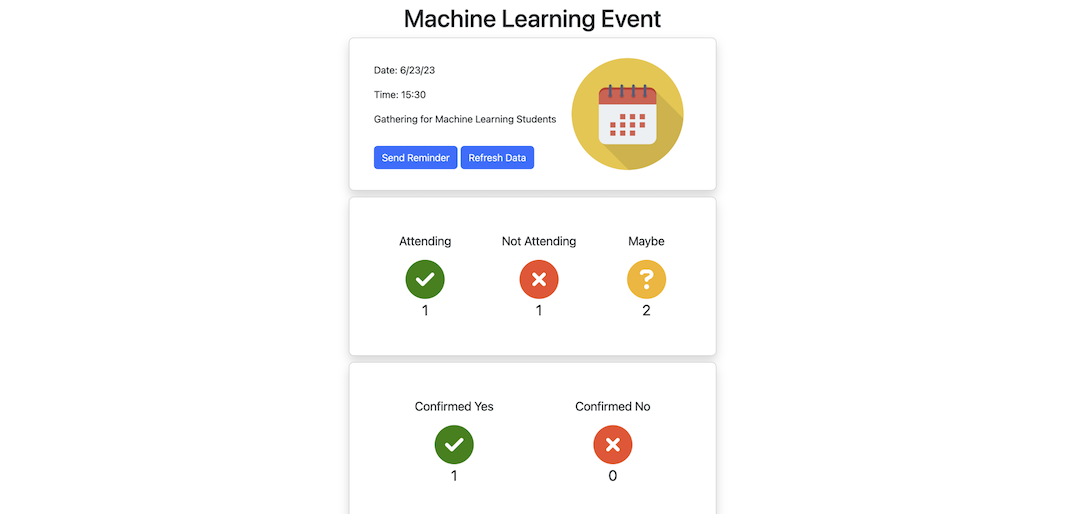 Machine Learning Event
Date: 6/23/23
Time: 15:30
Gathering for Machine Learning Students
Send Reminder Refresh Data
Attending Not Attending Maybe
1 1 2
Confirmed Yes Confirmed No
1 0